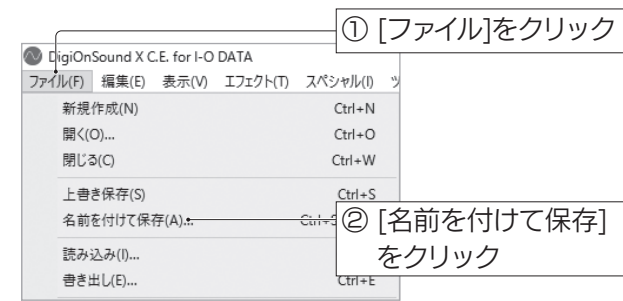 ① [ファイル]をクリック
DigiOnSound X C.E. for I-O DATA
ファイル(F) 編集(E) 表示(V) エフェクト(T) スペシャル(I) ツ
新規作成(N) Ctrl+N
開く(O)... Ctrl+O
閉じる(C) Ctrl+W
上書き保存(S) Ctrl+S
名前を付けて保存(A)...
② [名前を付けて保存]
をクリック
読み込み(I)...
書き出し(E)... Ctrl+E